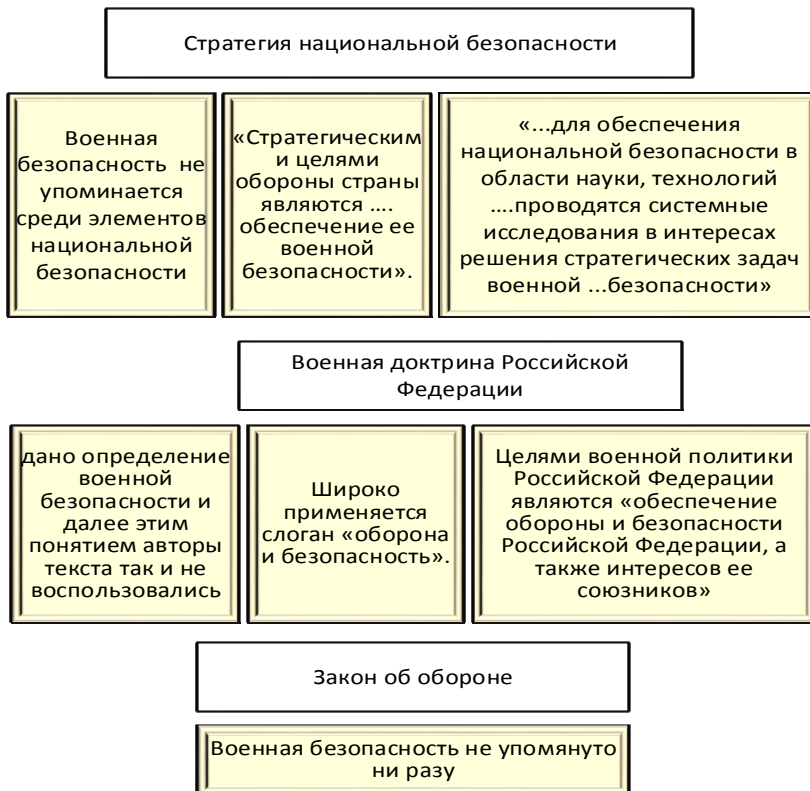 Стратегия национальной безопасности
Военная
безопасность не
упоминается
среди элементов
национальной
безопасности
«Стратегическим
и целями
обороны страны
являются ....
обеспечение ее
военной
безопасности».
«...для обеспечения
национальной безопасности в
области науки, технологий
....проводятся системные
исследования в интересах
решения стратегических задач
военной ...безопасности»
Военная доктрина Российской
Федерации
дано определение
военной
безопасности и
далее этим
понятием авторы
текста так и не
воспользовались
Широко
применяется
слоган «оборона
и безопасность».
Целями военной политики
Российской Федерации
являются «обеспечение
обороны и безопасности
Российской Федерации, а
также интересов ее
союзников»
Закон об обороне
Военная безопасность не упомянуто
ни разу